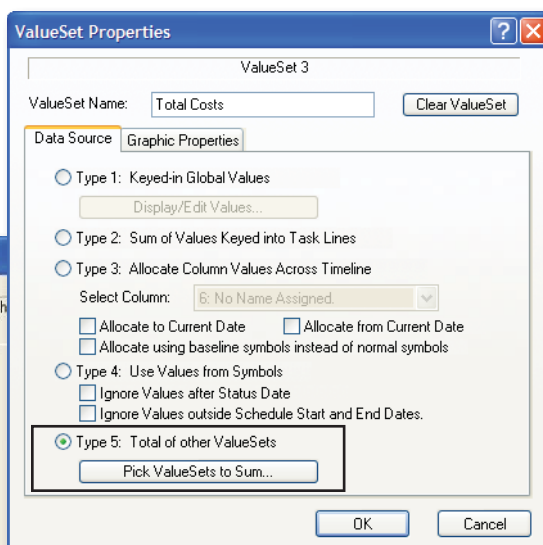 ValueSet Properties
ValueSet 3
ValueSet Name: Total Costs Clear ValueSet
Data Source Graphic Properties
Type 1: Keyed-in Global Values
Display/Edit Values...
Type 2: Sum of Values Keyed into Task Lines
Type 3: Allocate Column Values Across Timeline
Select Column: 6: No Name Assigned.
Allocate to Current Date Allocate from Current Date
Allocate using baseline symbols instead of normal symbols
Type 4: Use Values from Symbols
Ignore Values after Status Date
Ignore Values outside Schedule Start and End Dates.
Type 5: Total of other ValueSets
Pick ValueSets to Sum...
OK Cancel